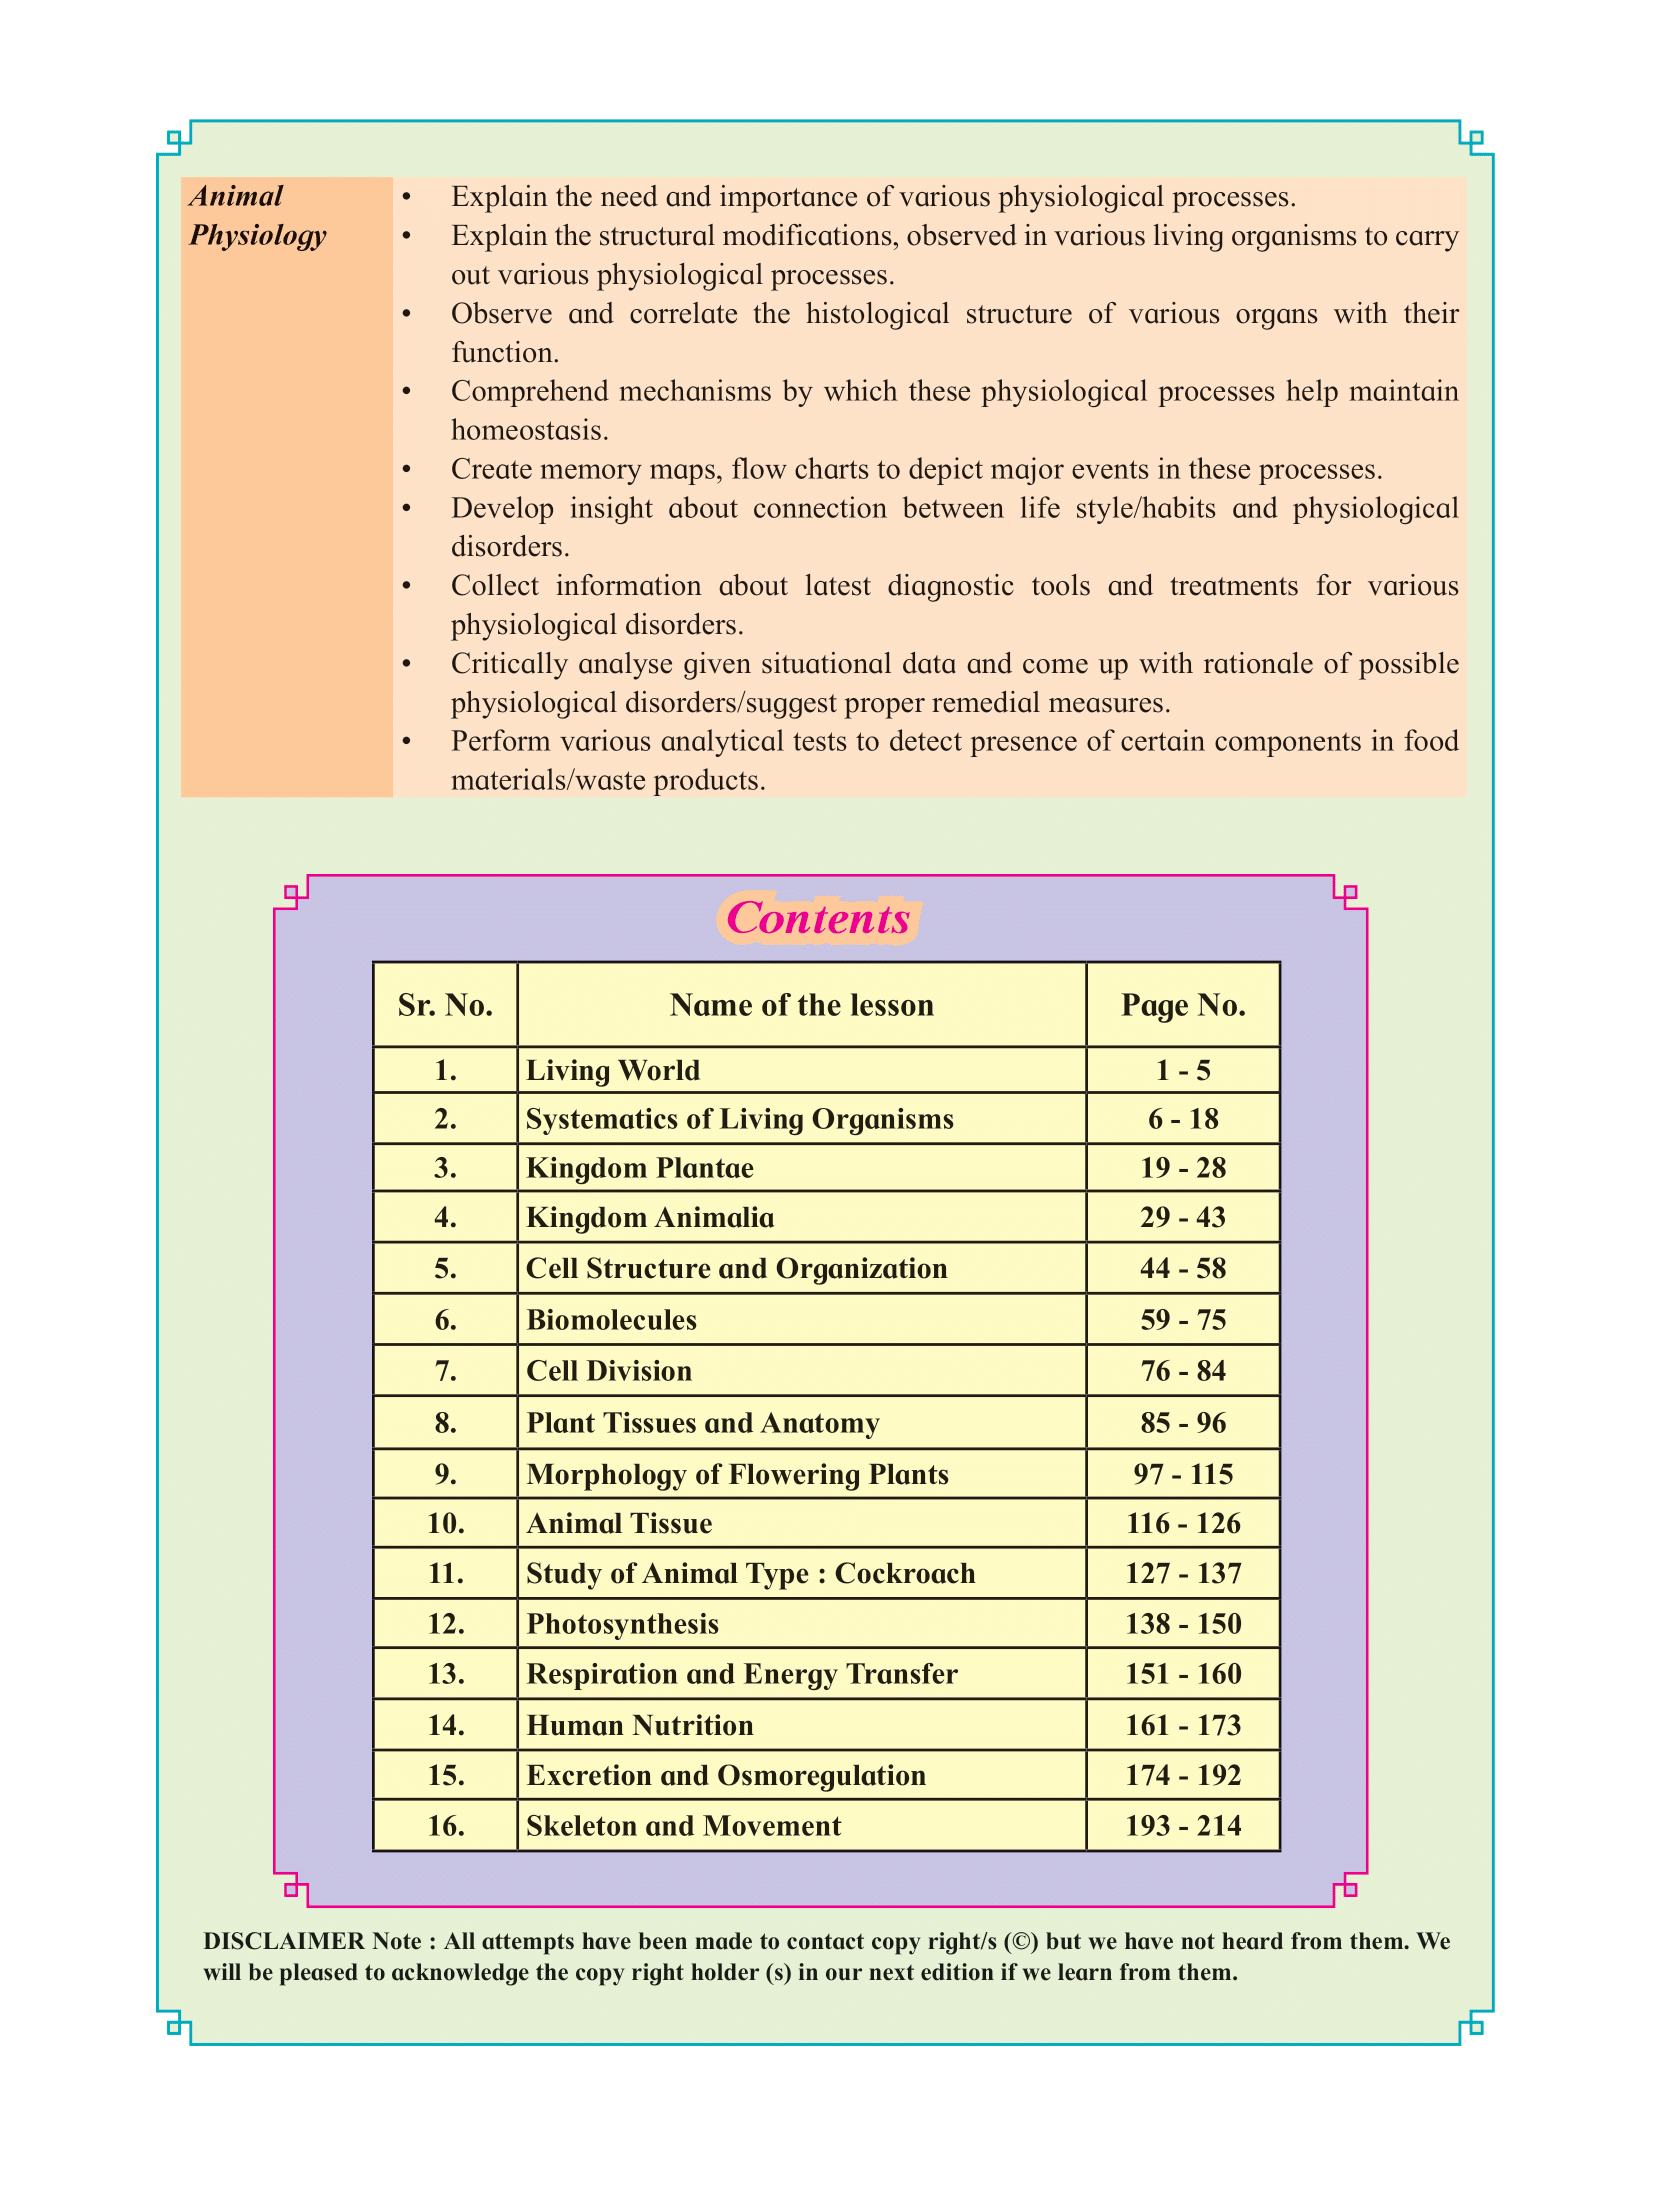 Animal
Physiology
• Explain the need and importance of various physiological processes.
• Explain the structural modifications, observed in various living organisms to carry
out various physiological processes.
• Observe and correlate the histological structure of various organs with their
function.
• Comprehend mechanisms by which these physiological processes help maintain
homeostasis.
• Create memory maps, flow charts to depict major events in these processes.
• Develop insight about connection between life style/habits and physiological
disorders.
• Collect information about latest diagnostic tools and treatments for various
physiological disorders.
• Critically analyse given situational data and come up with rationale of possible
physiological disorders/suggest proper remedial measures.
• Perform various analytical tests to detect presence of certain components in food
materials/waste products.
Contents
Sr. No. Name of the lesson Page No.
1. Living World 1 - 5
2. Systematics of Living Organisms 6 - 18
3. Kingdom Plantae 19 - 28
4. Kingdom Animalia 29 - 43
5. Cell Structure and Organization 44 - 58
6. Biomolecules 59 - 75
7. Cell Division 76 - 84
8. Plant Tissues and Anatomy 85 - 96
9. Morphology of Flowering Plants 97 - 115
10. Animal Tissue 116 - 126
11. Study of Animal Type : Cockroach 127 - 137
12. Photosynthesis 138 - 150
13. Respiration and Energy Transfer 151 - 160
14. Human Nutrition 161 - 173
15. Excretion and Osmoregulation 174 - 192
16. Skeleton and Movement 193 - 214
DISCLAIMER Note : All attempts have been made to contact copy right/s (©) but we have not heard from them. We
will be pleased to acknowledge the copy right holder (s) in our next edition if we learn from them.